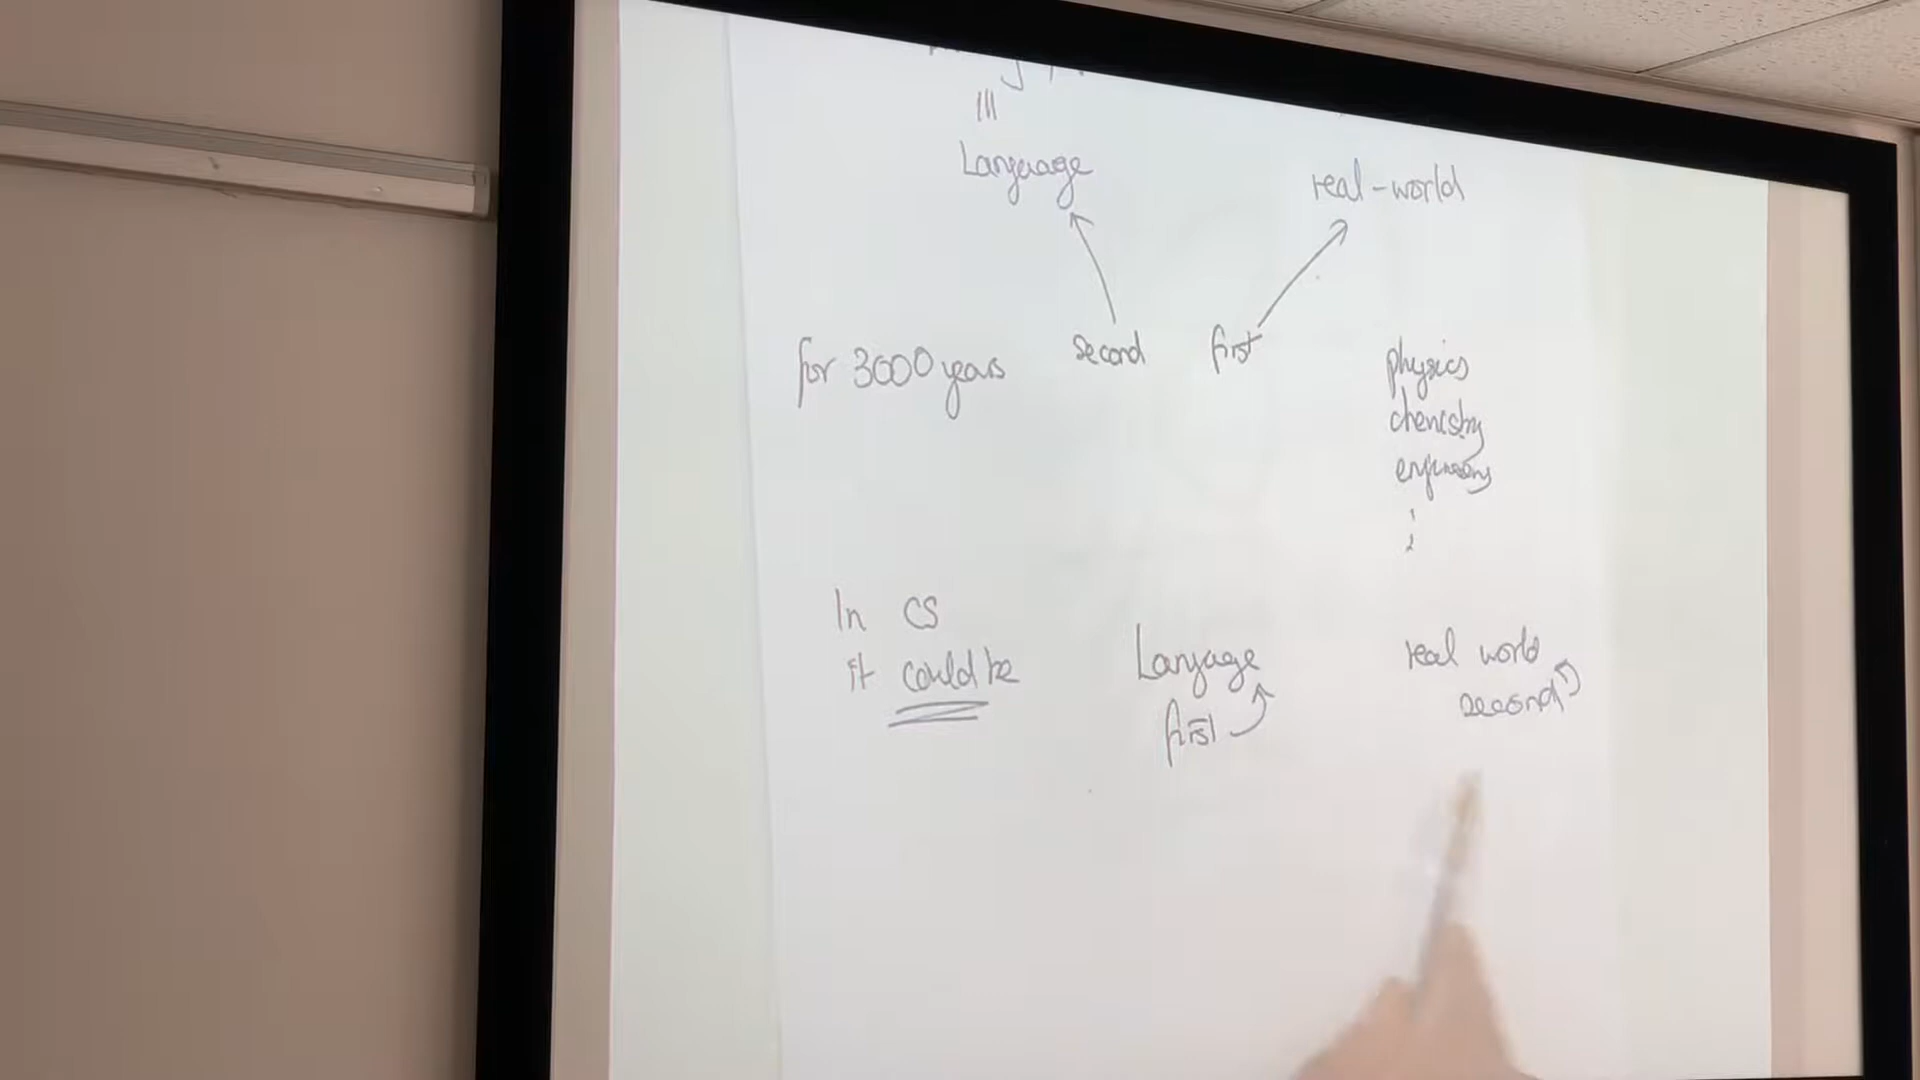 Language real-world
for 3000 years second first
physics
chemistry
engineering
In CS
it could be Language real world
first second